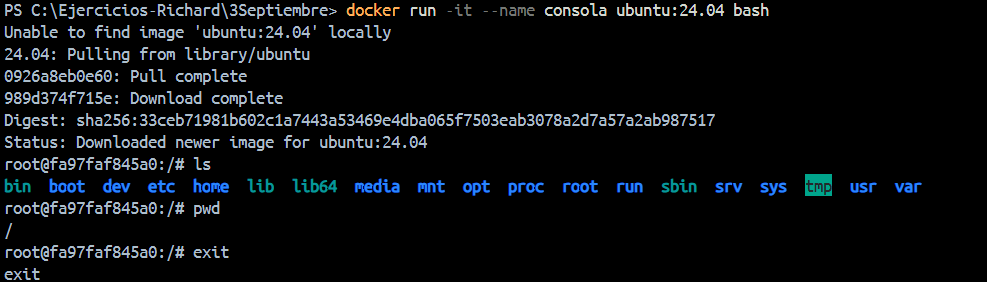 PS C:\Ejercicios-Richard\3Septiembre> docker run -it --name consola ubuntu:24.04 bash
Unable to find image 'ubuntu:24.04' locally
24.04: Pulling from library/ubuntu
0926a8eb0e60: Pull complete
989d374f715e: Download complete
Digest: sha256:33ceb71981b602c1a7443a53469e4dba065f7503eab3078a2d7a57a2ab987517
Status: Downloaded newer image for ubuntu:24.04
root@fa97faf845a0:/# ls
bin  boot  dev  etc  home  lib  lib64  media  mnt  opt  proc  root  run  sbin  srv  sys  tmp  usr  var
root@fa97faf845a0:/# pwd
/
root@fa97faf845a0:/# exit
exit